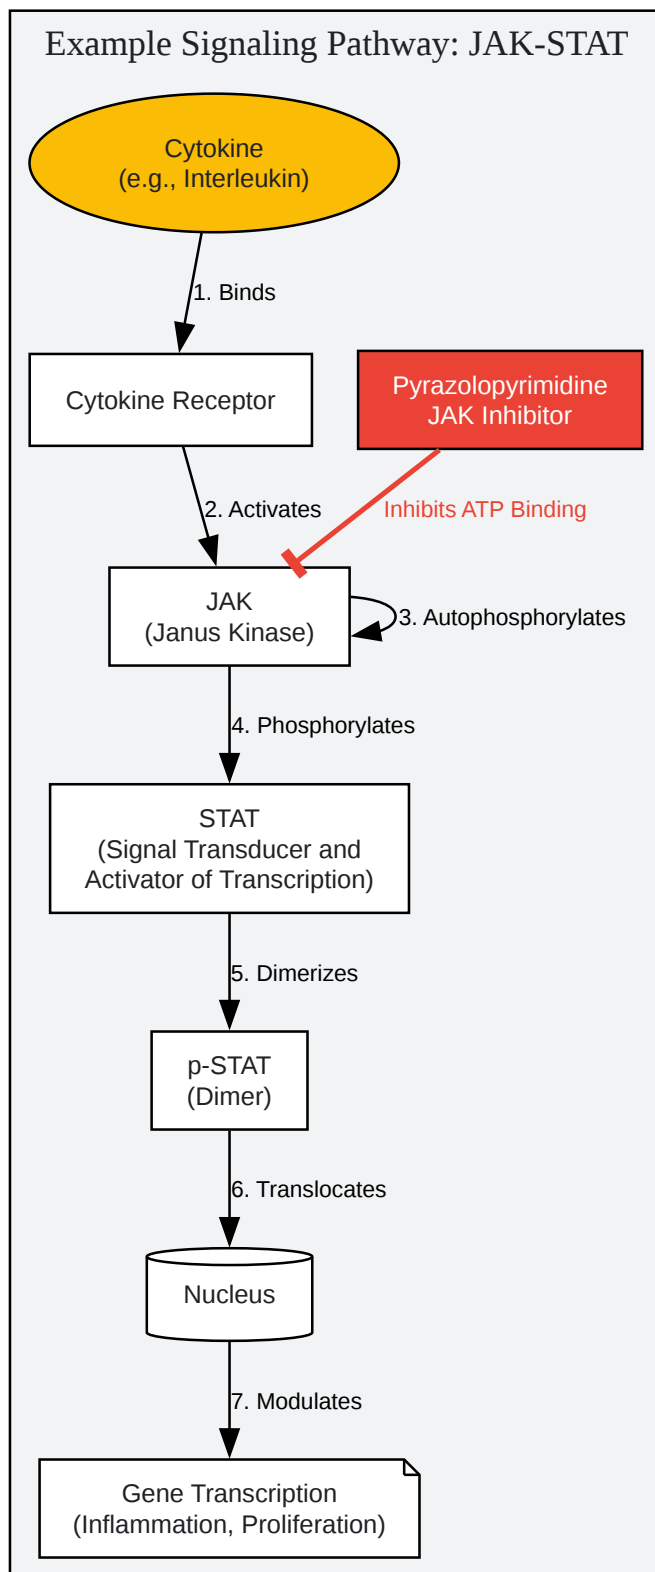 Example Signaling Pathway: JAK-STAT
Cytokine
(e.g., Interleukin)
1. Binds
Cytokine Receptor
Pyrazolopyrimidine
JAK Inhibitor
2. Activates
Inhibits ATP Binding
JAK
(Janus Kinase)
3. Autophosphorylates
4. Phosphorylates
STAT
(Signal Transducer and
Activator of Transcription)
5. Dimerizes
p-STAT
(Dimer)
6. Translocates
Nucleus
7. Modulates
Gene Transcription
(Inflammation, Proliferation)